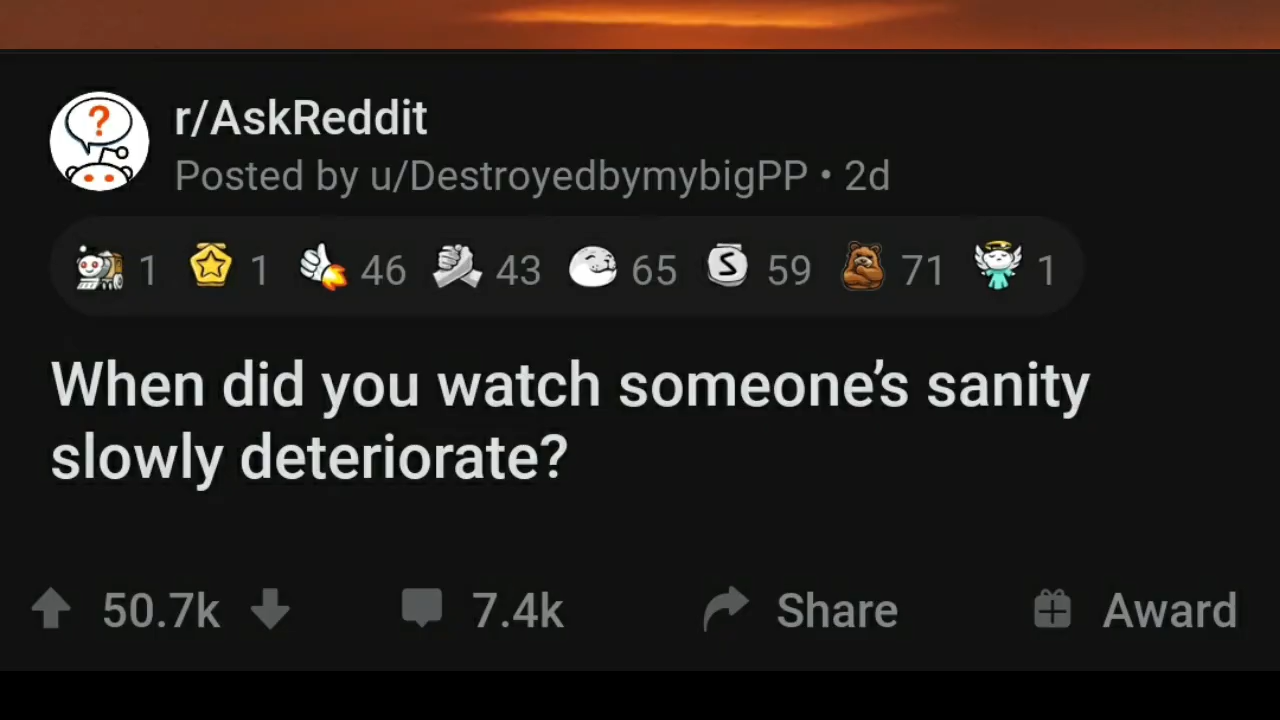 r/AskReddit
Posted by u/DestroyedbymybigPP • 2d
1 1 46 43 65 S 59 71 1
When did you watch someone's sanity
slowly deteriorate?
50.7k 7.4k Share Award